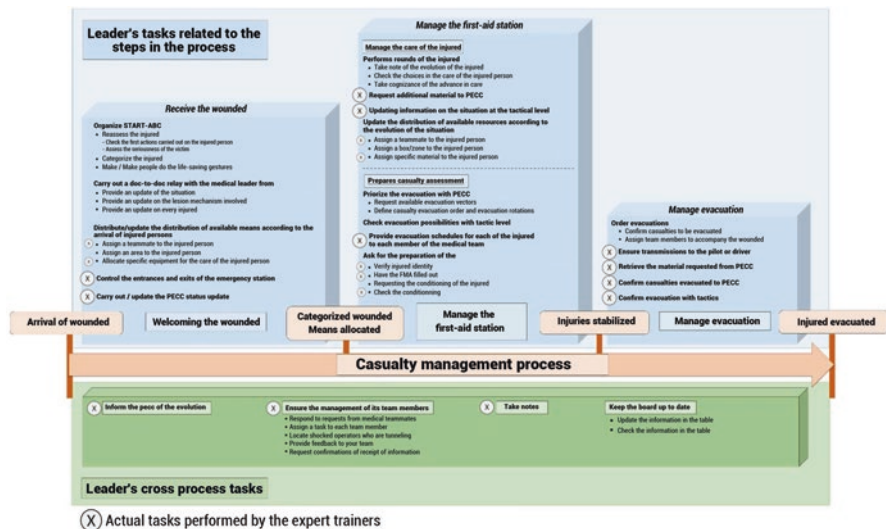 Leader's tasks related to the
steps in the process
Receive the wounded
Organize START-ABC
• Reassess the injured
- Check the first actions carried out on the injured person
- Assess the seriousness of the victim
• Categorize the injured
• Make / Make people do the life-saving gestures
Carry out a doc-to-doc relay with the medical leader from
• Provide an update of the situation
• Provide an update on the lesion mechanism involved
• Provide an update on every injured
Distribute/update the distribution of available means according to the
arrival of injured persons
X • Assign a teammate to the injured person
• Assign an area to the injured person
X • Allocate specific equipment for the care of the injured person
X Control the entrances and exits of the emergency station
X Carry out / update the PECC status update
Manage the first-aid station
Manage the care of the injured
Performs rounds of the injured
• Take note of the evolution of the injured
• Check the choices in the care of the injured person
• Take cognizance of the advance in care
X Request additional material to PECC
X Updating information on the situation at the tactical level
Update the distribution of available resources according to
the evolution of the situation
X • Assign a teammate to the injured person
X • Assign a box/zone to the injured person
X • Assign specific material to the injured person
Prepares casualty assessment
Priorize the evacuation with PECC
• Request available evacuation vectors
• Define casualty evacuation order and evacuation rotations
Check evacuation possibilities with tactic level
X Provide evacuation schedules for each of the injured
to each member of the medical team
Ask for the preparation of the
X • Verify injured identity
X • Have the FMA filled out
• Requesting the conditioning of the injured
X • Check the conditionning
Manage evacuation
Order evacuations
• Confirm casualties to be evacuated
• Assign team members to accompany the wounded
X Ensure transmissions to the pilot or driver
X Retrieve the material requested from PECC
X Confirm casualties evacuated to PECC
X Confirm evacuation with tactics
Arrival of wounded
Welcoming the wounded
Categorized wounded
Means allocated
Manage the
first-aid station
Injuries stabilized
Manage evacuation
Injured evacuated
Casualty management process
X Inform the pecc of the evolution
X Ensure the management of its team members
• Respond to requests from medical teammates
• Assign a task to each team member
• Locate shocked operators who are tunneling
• Provide feedback to your team
• Request confirmations of receipt of information
X Take notes
Keep the board up to date
• Update the information in the table
• Check the information in the table
Leader's cross process tasks
X Actual tasks performed by the expert trainers